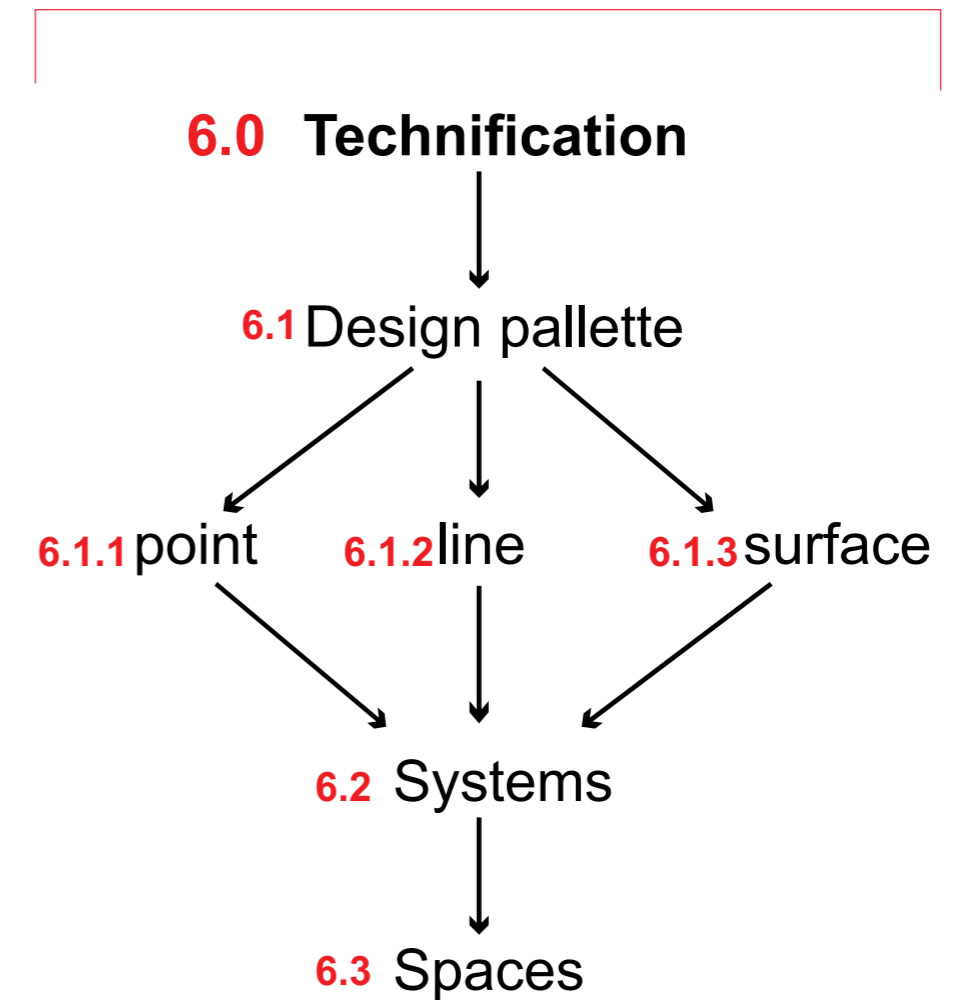 6.0 Technification
6.1 Design pallette
6.1.1 point 6.1.2 line 6.1.3 surface
6.2 Systems
6.3 Spaces